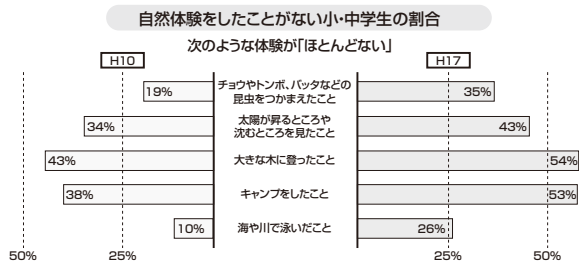 自然体験をしたことがない小・中学生の割合
次のような体験が「ほとんどない」
H10
H17
19%
チョウやトンボ、バッタなどの
昆虫をつかまえたこと
35%
34%
太陽が昇るところや
沈むところを見たこと
43%
43%
大きな木に登ったこと
54%
38%
キャンプをしたこと
53%
10%
海や川で泳いだこと
26%
50%
25%
25%
50%